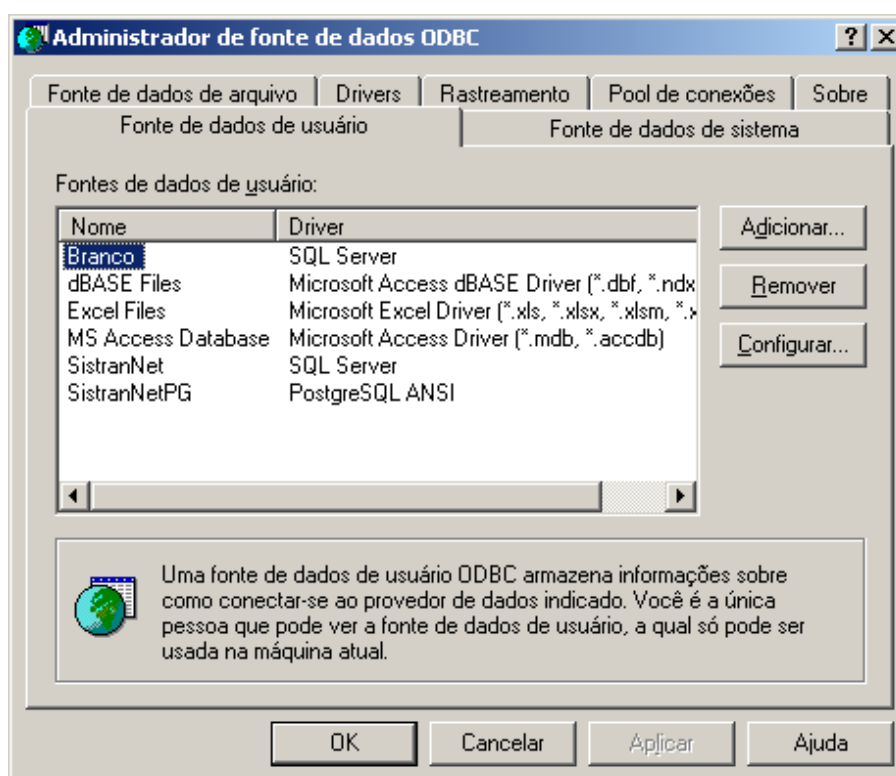 Administrador de fonte de dados ODBC
Fonte de dados de arquivo Drivers Rastreamento Pool de conexões Sobre
Fonte de dados de usuário Fonte de dados de sistema
Fontes de dados de usuário:
Nome Driver
Branco SQL Server
dBASE Files Microsoft Access dBASE Driver (*.dbf, *.ndx
Excel Files Microsoft Excel Driver (*.xls, *.xlsx, *.xlsm, *.x
MS Access Database Microsoft Access Driver (*.mdb, *.accdb)
SistranNet SQL Server
SistranNetPG PostgreSQL ANSI
Adicionar...
Remover
Configurar...
Uma fonte de dados de usuário ODBC armazena informações sobre
como conectar-se ao provedor de dados indicado. Você é a única
pessoa que pode ver a fonte de dados de usuário, a qual só pode ser
usada na máquina atual.
OK Cancelar Aplicar Ajuda